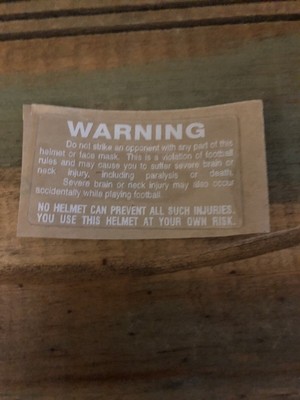 WARNING
Do not strike an opponent with any part of this
helmet or face mask. This is a violation of football
rules and may cause you to suffer severe brain or
neck injury, including paralysis or death.
Severe brain or neck injury may also occur
accidentally while playing football.
NO HELMET CAN PREVENT ALL SUCH INJURIES.
YOU USE THIS HELMET AT YOUR OWN RISK.